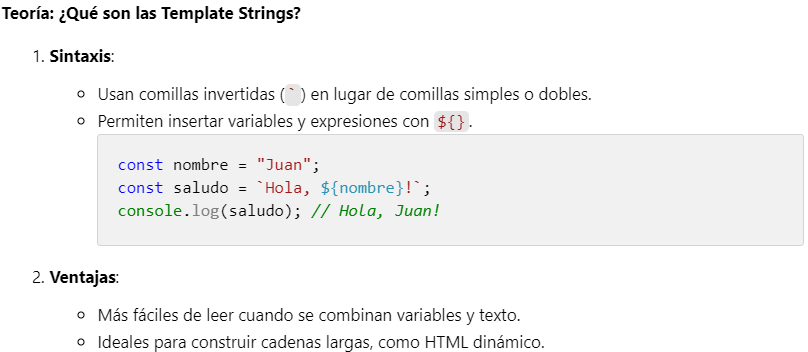 Teoría: ¿Qué son las Template Strings?
1. Sintaxis:
Usan comillas invertidas (`) en lugar de comillas simples o dobles.
Permiten insertar variables y expresiones con ${}.
const nombre = "Juan";
const saludo = `Hola, ${nombre}!`;
console.log(saludo); // Hola, Juan!
2. Ventajas:
Más fáciles de leer cuando se combinan variables y texto.
Ideales para construir cadenas largas, como HTML dinámico.